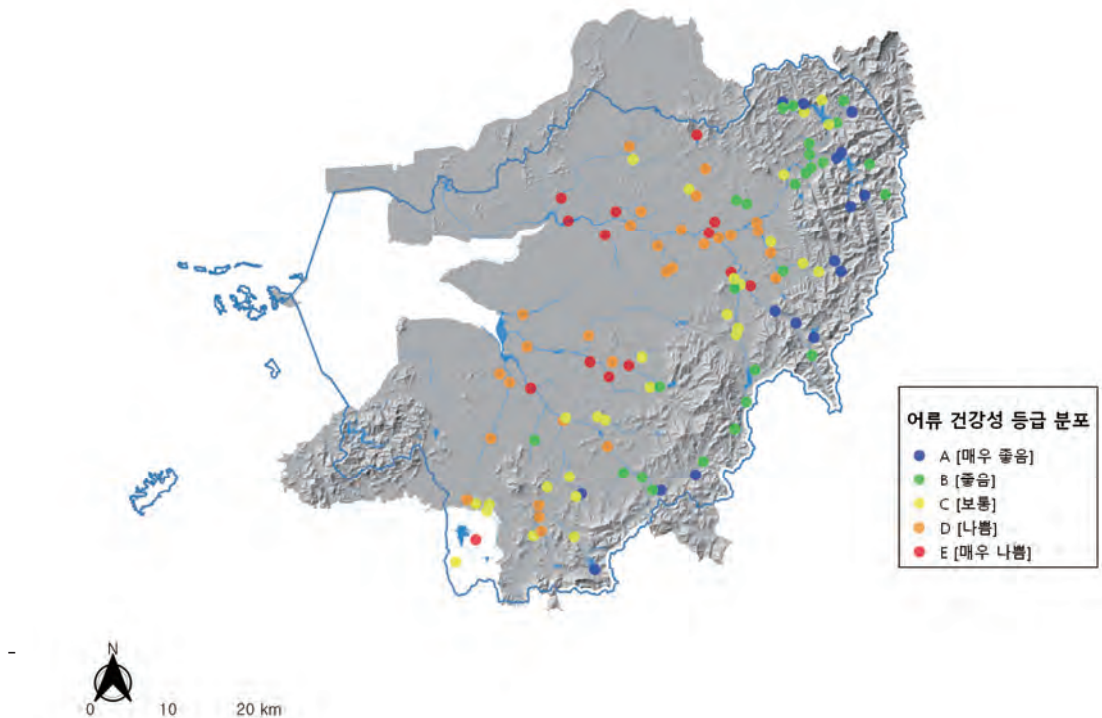 어류 건강성 등급 분포
A [매우 좋음]
B [좋음]
C [보통]
D [나쁨]
E [매우 나쁨]
-
N
0 10 20 km